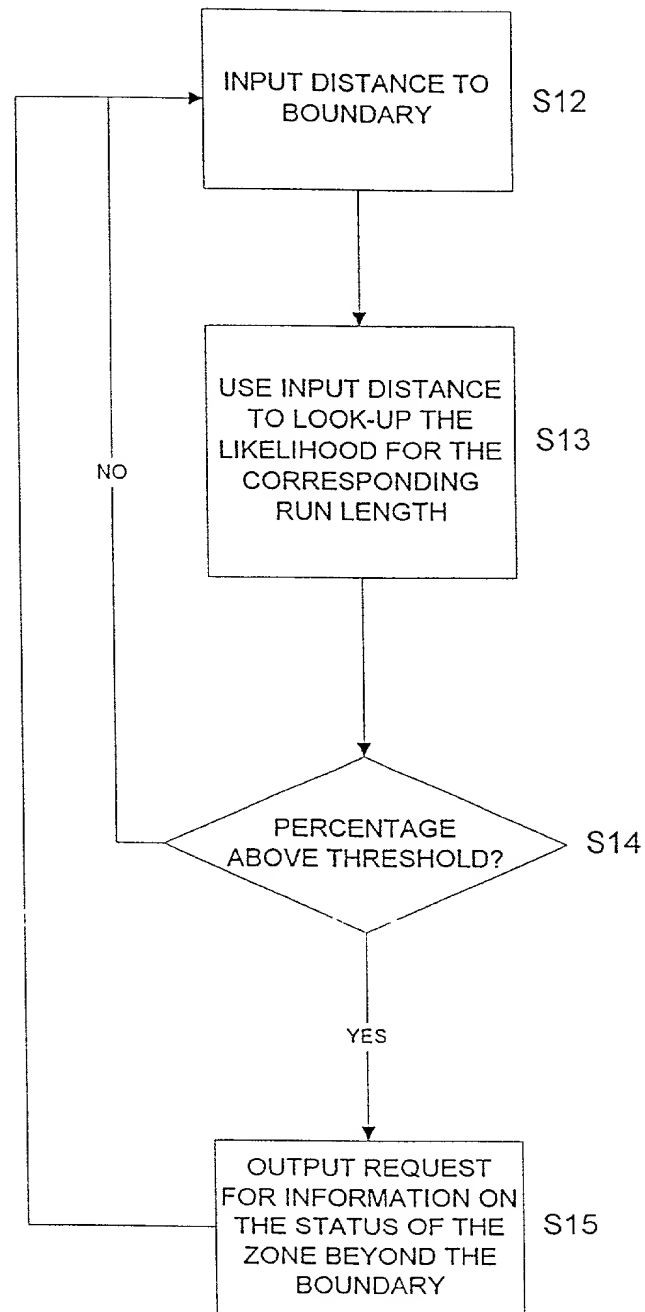 INPUT DISTANCE TO
BOUNDARY
S12
USE INPUT DISTANCE
TO LOOK-UP THE
LIKELIHOOD FOR THE
CORRESPONDING
RUN LENGTH
S13
NO
PERCENTAGE
ABOVE THRESHOLD?
S14
YES
OUTPUT REQUEST
FOR INFORMATION ON
THE STATUS OF THE
ZONE BEYOND THE
BOUNDARY
S15